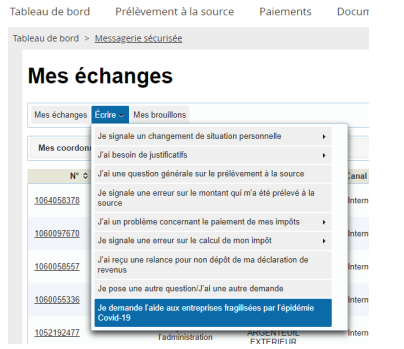 Tableau de bord Prélèvement à la source Paiements Docum
Tableau de bord > Messagerie sécurisée
Mes échanges
Mes échanges Écrire Mes brouillons
Je signale un changement de situation personnelle
Mes coordon
J'ai besoin de justificatifs
N° Canal
J'ai une question générale sur le prélèvement à la source
Je signale une erreur sur le montant qui m'a été prélevé à la
source
1064058378 Intern
J'ai un problème concernant le paiement de mes impôts
1060097670 Intern
Je signale une erreur sur le calcul de mon impôt
J'ai reçu une relance pour non dépôt de ma déclaration de
revenus
1060058557 Intern
Je pose une autre question/J'ai une autre demande
1060055336 Intern
Je demande l'aide aux entreprises fragilisées par l'épidémie
Covid-19
1052192477 l'administration ARGENTEUIL Intern
EXTERIEUR